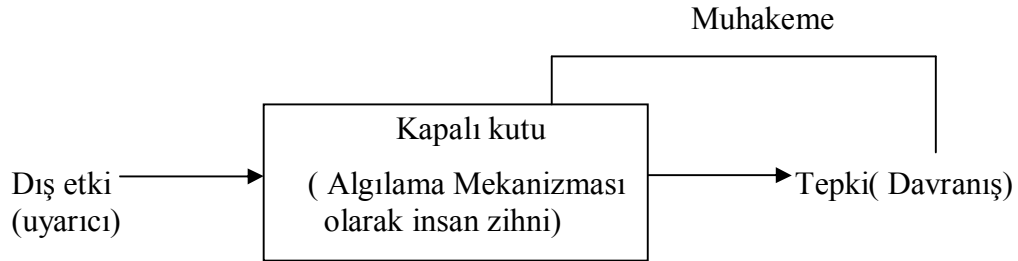 Muhakeme
Kapalı kutu
Dış etki
(uyarıcı)
( Algılama Mekanizması
olarak insan zihni)
Tepki( Davranış)